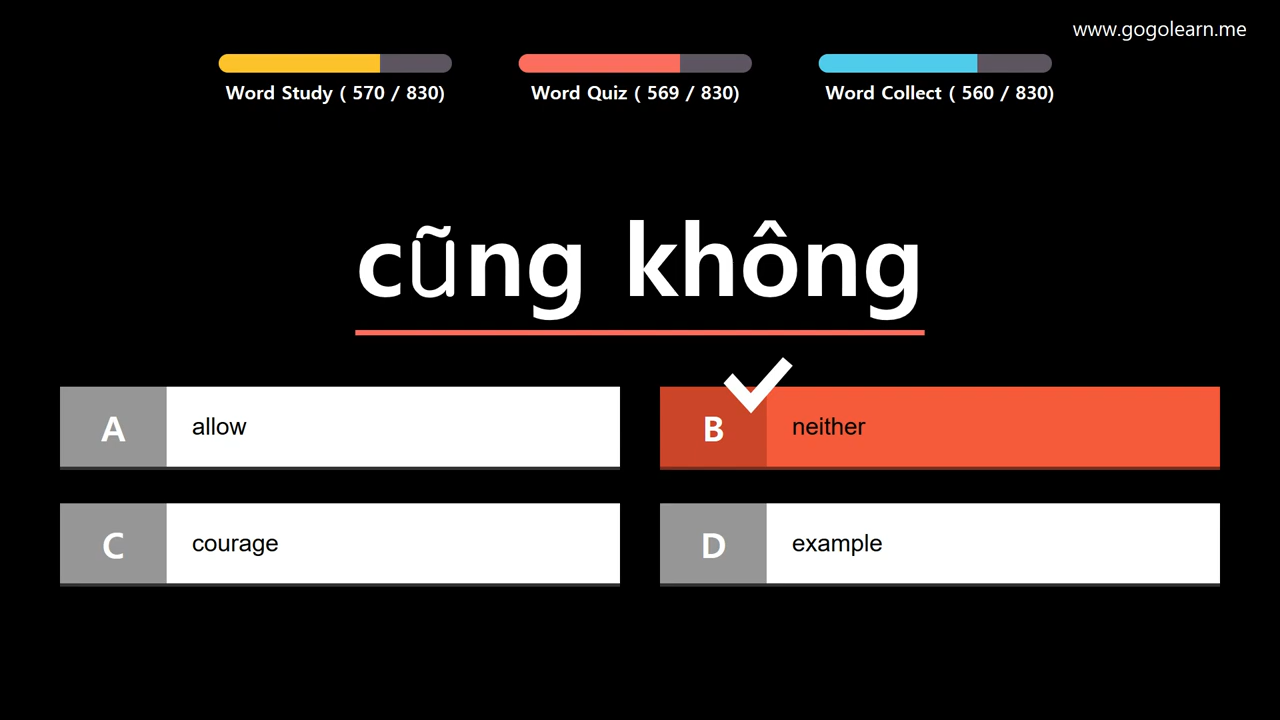 www.gogolearn.me
Word Study ( 570 / 830)
Word Quiz ( 569 / 830)
Word Collect ( 560 / 830)
cũng không
A allow
B neither
C courage
D example